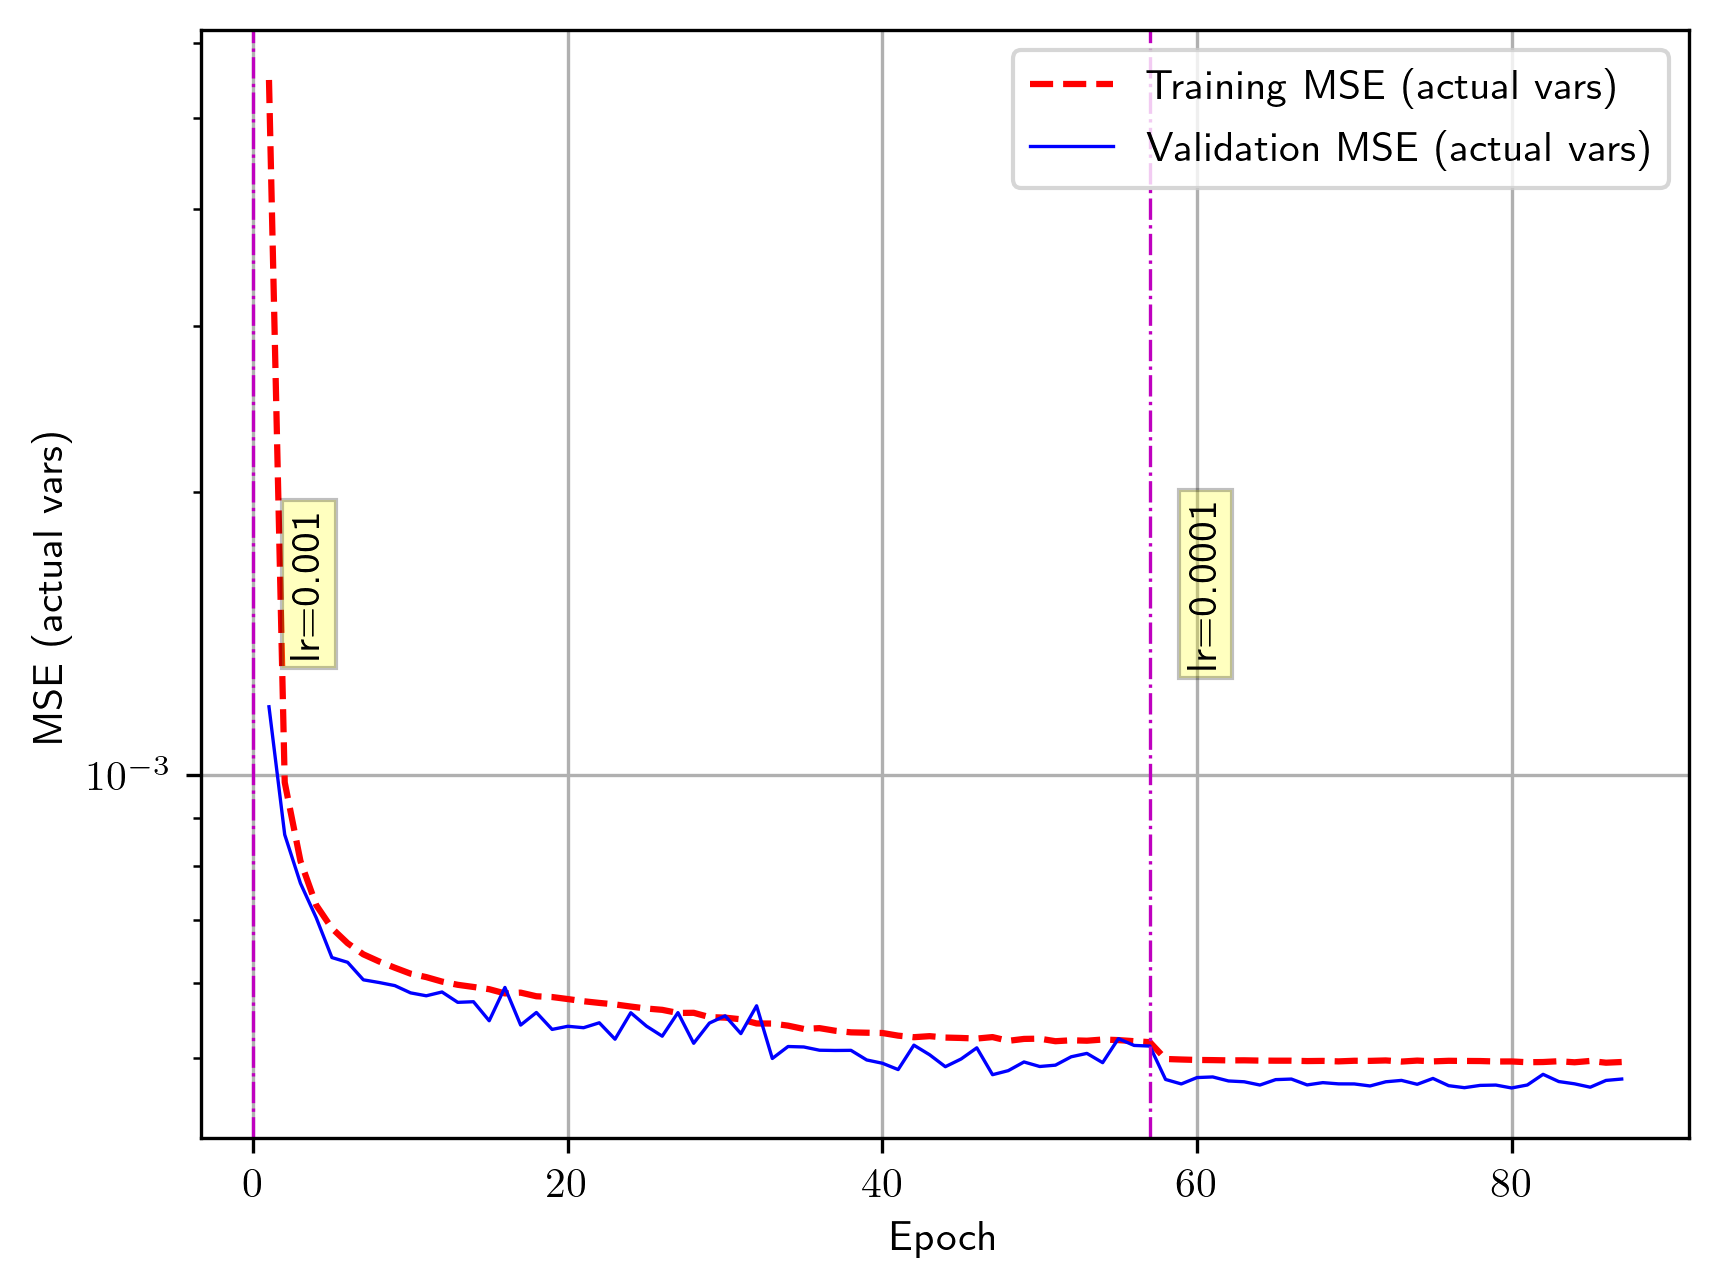 Training MSE (actual vars)
Validation MSE (actual vars)
MSE (actual vars)
10⁻³
lr=0.001
lr=0.0001
0 20 40 60 80
Epoch